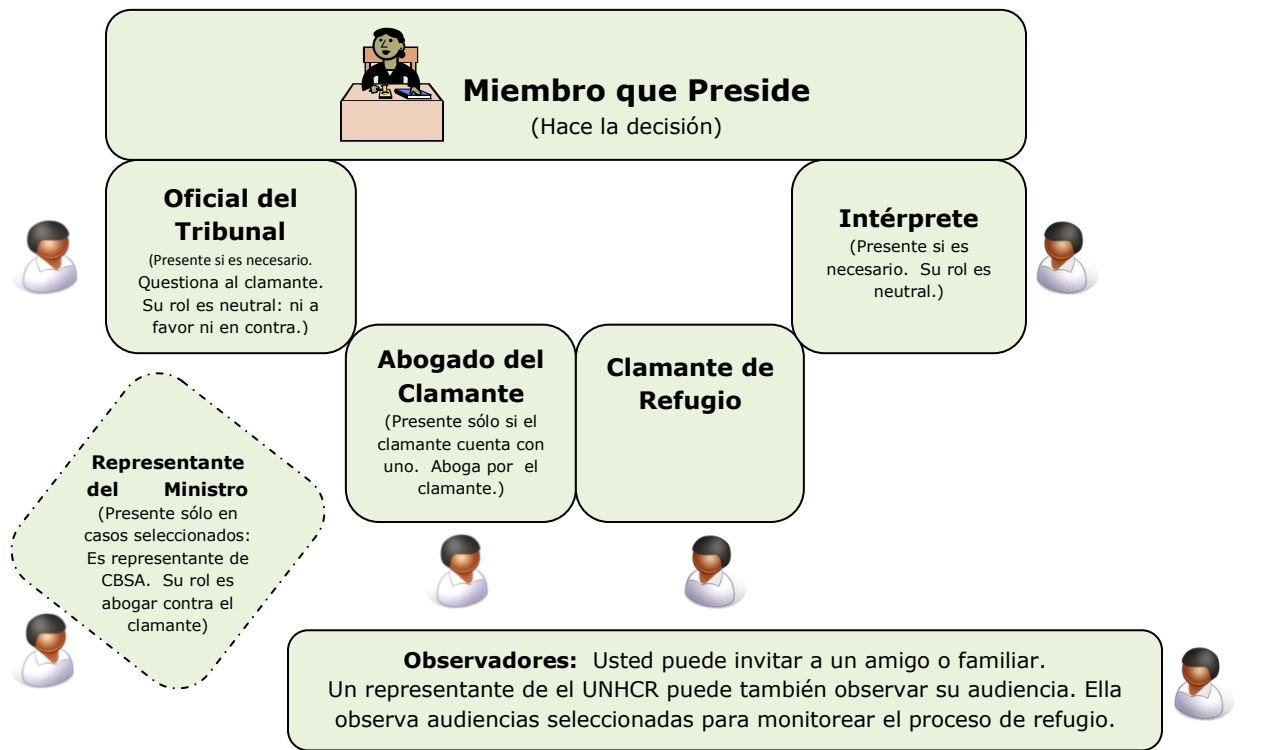 Miembro que Preside
(Hace la decisión)
Oficial del
Tribunal
(Presente si es necesario.
Questiona al clamante.
Su rol es neutral: ni a
favor ni en contra.)
Intérprete
(Presente si es
necesario.  Su rol es
neutral.)
Abogado del
Clamante
(Presente sólo si el
clamante cuenta con
uno.  Aboga por  el
clamante.)
Clamante de
Refugio
Representante
del Ministro
(Presente sólo en
casos seleccionados:
Es representante de
CBSA.  Su rol es
abogar contra el
clamante)
Observadores:  Usted puede invitar a un amigo o familiar.
Un representante de el UNHCR puede también observar su audiencia. Ella
observa audiencias seleccionadas para monitorear el proceso de refugio.